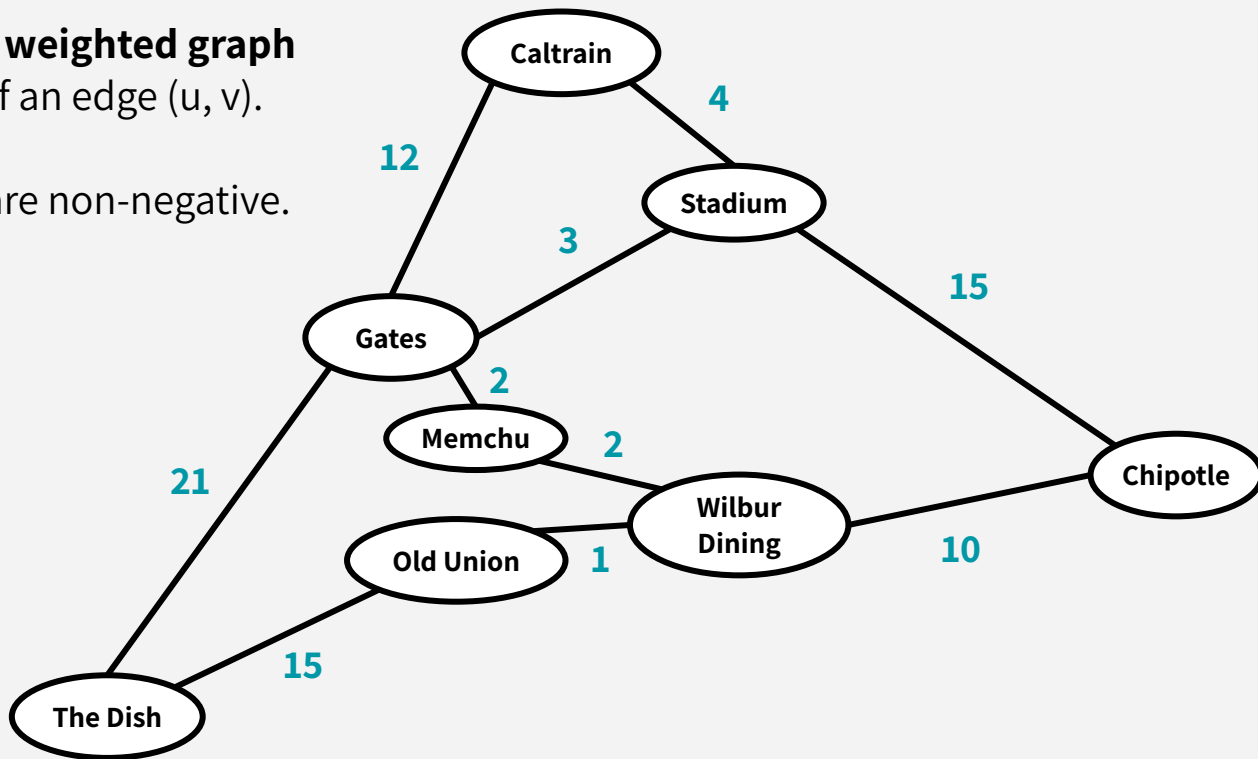 weighted graph
f an edge (u, v).
are non-negative.
Caltrain
4
12
Stadium
3
15
Gates
2
Memchu
2
21
Chipotle
Wilbur
Dining
Old Union
1
10
15
The Dish